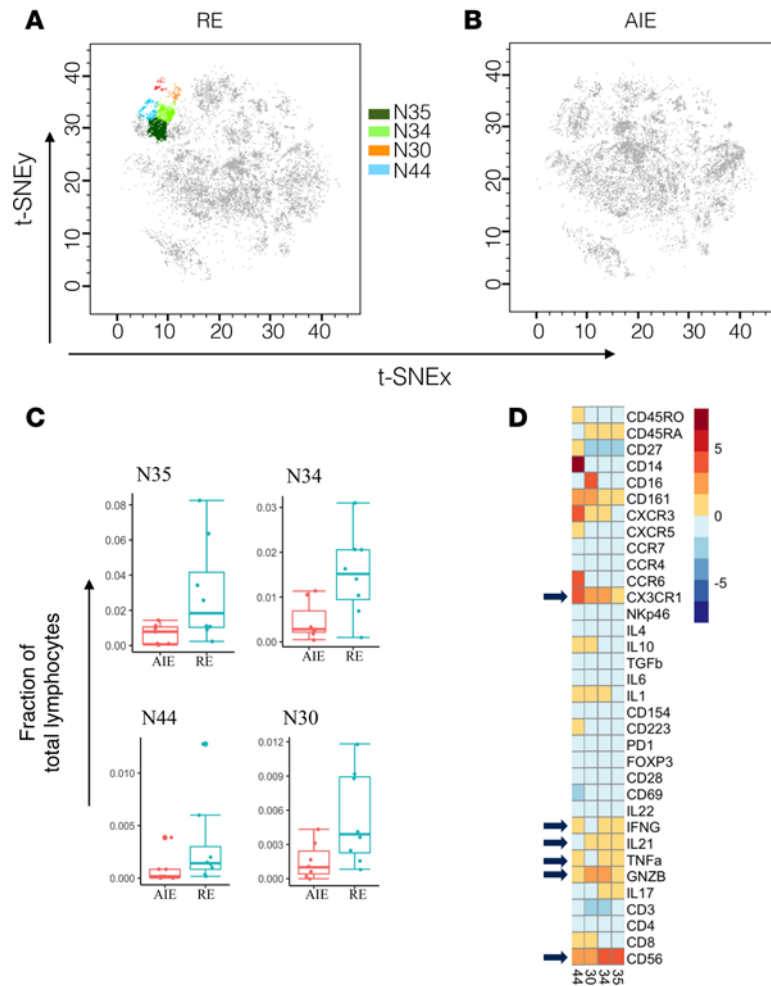 A
RE
B
AIE
40
30
20
10
0
t-SNEy
0 10 20 30 40
N35
N34
N30
N44
40
30
20
10
0
0 10 20 30 40
t-SNEx
C
D
Fraction of
total lymphocytes
N35
0.08
0.06
0.04
0.02
0.00
AIE RE
N34
0.03
0.02
0.01
0.00
AIE RE
N44
0.010
0.005
0.000
AIE RE
N30
0.012
0.009
0.006
0.003
0.000
AIE RE
CD45RO
CD45RA
CD27
CD14
CD16
CD161
CXCR3
CXCR5
CCR7
CCR4
CCR6
CX3CR1
NKp46
IL4
IL10
TGFb
IL6
IL1
CD154
CD223
PD1
FOXP3
CD28
CD69
IL22
IFNG
IL21
TNFa
GNZB
IL17
CD3
CD4
CD8
CD56
44 30 34 35
5
0
-5